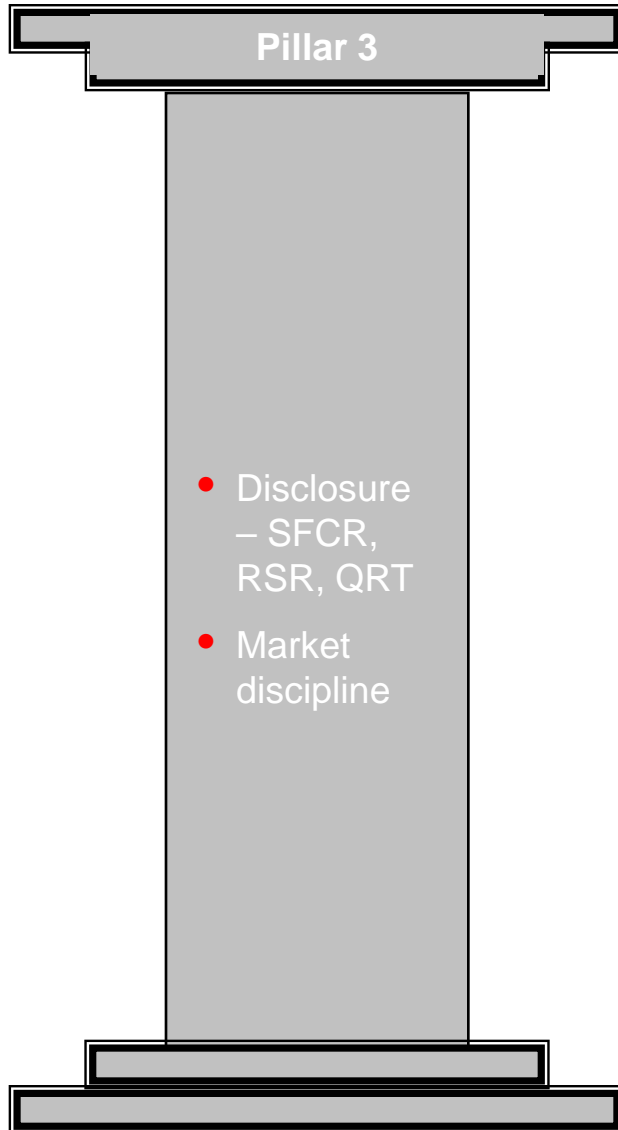 Pillar 3
• Disclosure
– SFCR,
RSR, QRT
• Market
discipline